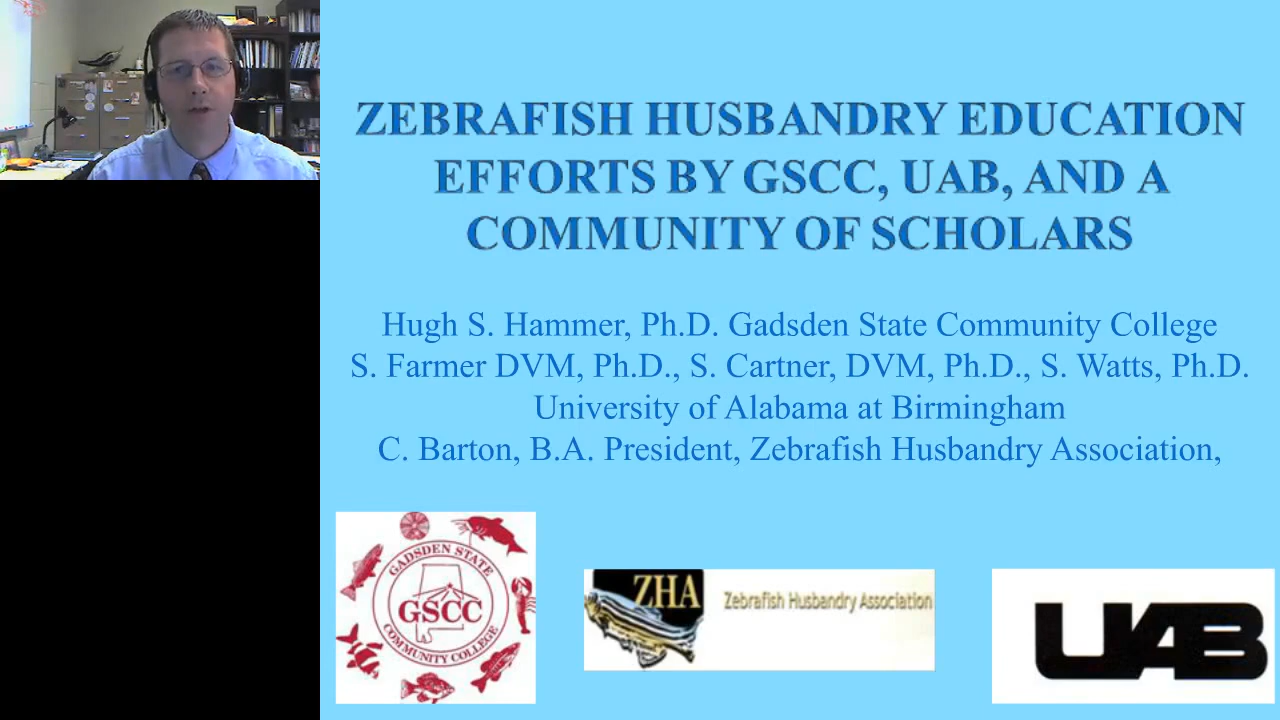 ZEBRAFISH HUSBANDRY EDUCATION
EFFORTS BY GSCC, UAB, AND A
COMMUNITY OF SCHOLARS
Hugh S. Hammer, Ph.D. Gadsden State Community College
S. Farmer DVM, Ph.D., S. Cartner, DVM, Ph.D., S. Watts, Ph.D.
University of Alabama at Birmingham
C. Barton, B.A. President, Zebrafish Husbandry Association,
GADSDEN STATE
GSCC
COMMUNITY COLLEGE
ZHA
Zebrafish Husbandry Association
UAB